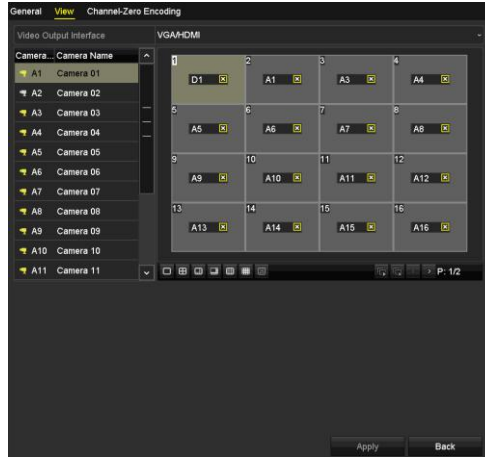 General View Channel-Zero Encoding
Video Output Interface VGA/HDMI
Camera... Camera Name
A1 Camera 01
A2 Camera 02
A3 Camera 03
A4 Camera 04
A5 Camera 05
A6 Camera 06
A7 Camera 07
A8 Camera 08
A9 Camera 09
A10 Camera 10
A11 Camera 11
1 2 3 4
D1 A1 A3 A4
5 6 7 8
A5 A6 A7 A8
9 10 11 12
A9 A10 A11 A12
13 14 15 16
A13 A14 A15 A16
P: 1/2
Apply Back